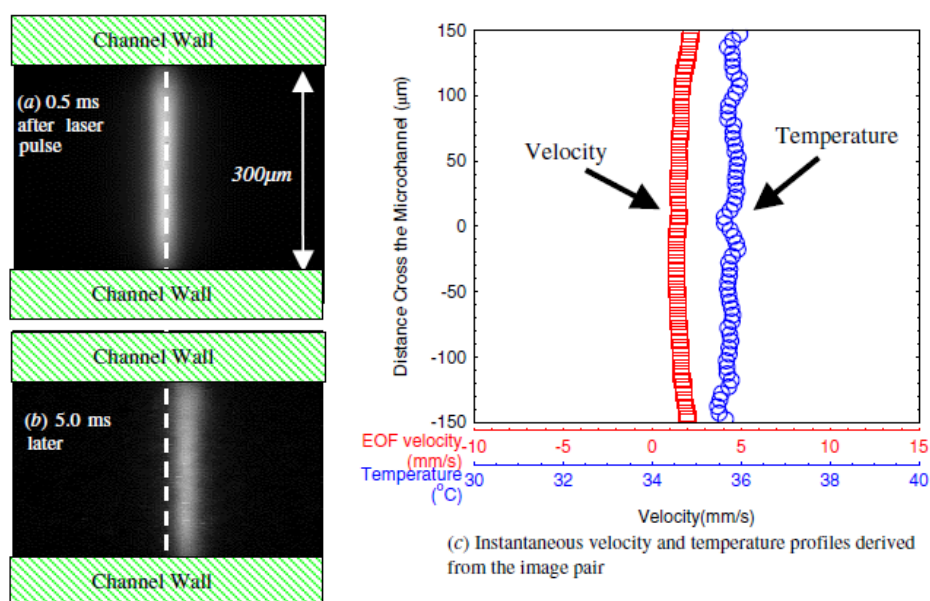 Channel Wall
(a) 0.5 ms
after laser
pulse
300μm
Channel Wall
Channel Wall
(b) 5.0 ms
later
Channel Wall
Distance Cross the Microchannel (μm)
150
100
50
0
-50
-100
-150
Velocity
Temperature
EOF velocity
(mm/s)
-10 -5 0 5 10 15
Temperature
(°C)
30 32 34 36 38 40
Velocity(mm/s)
(c) Instantaneous velocity and temperature profiles derived
from the image pair